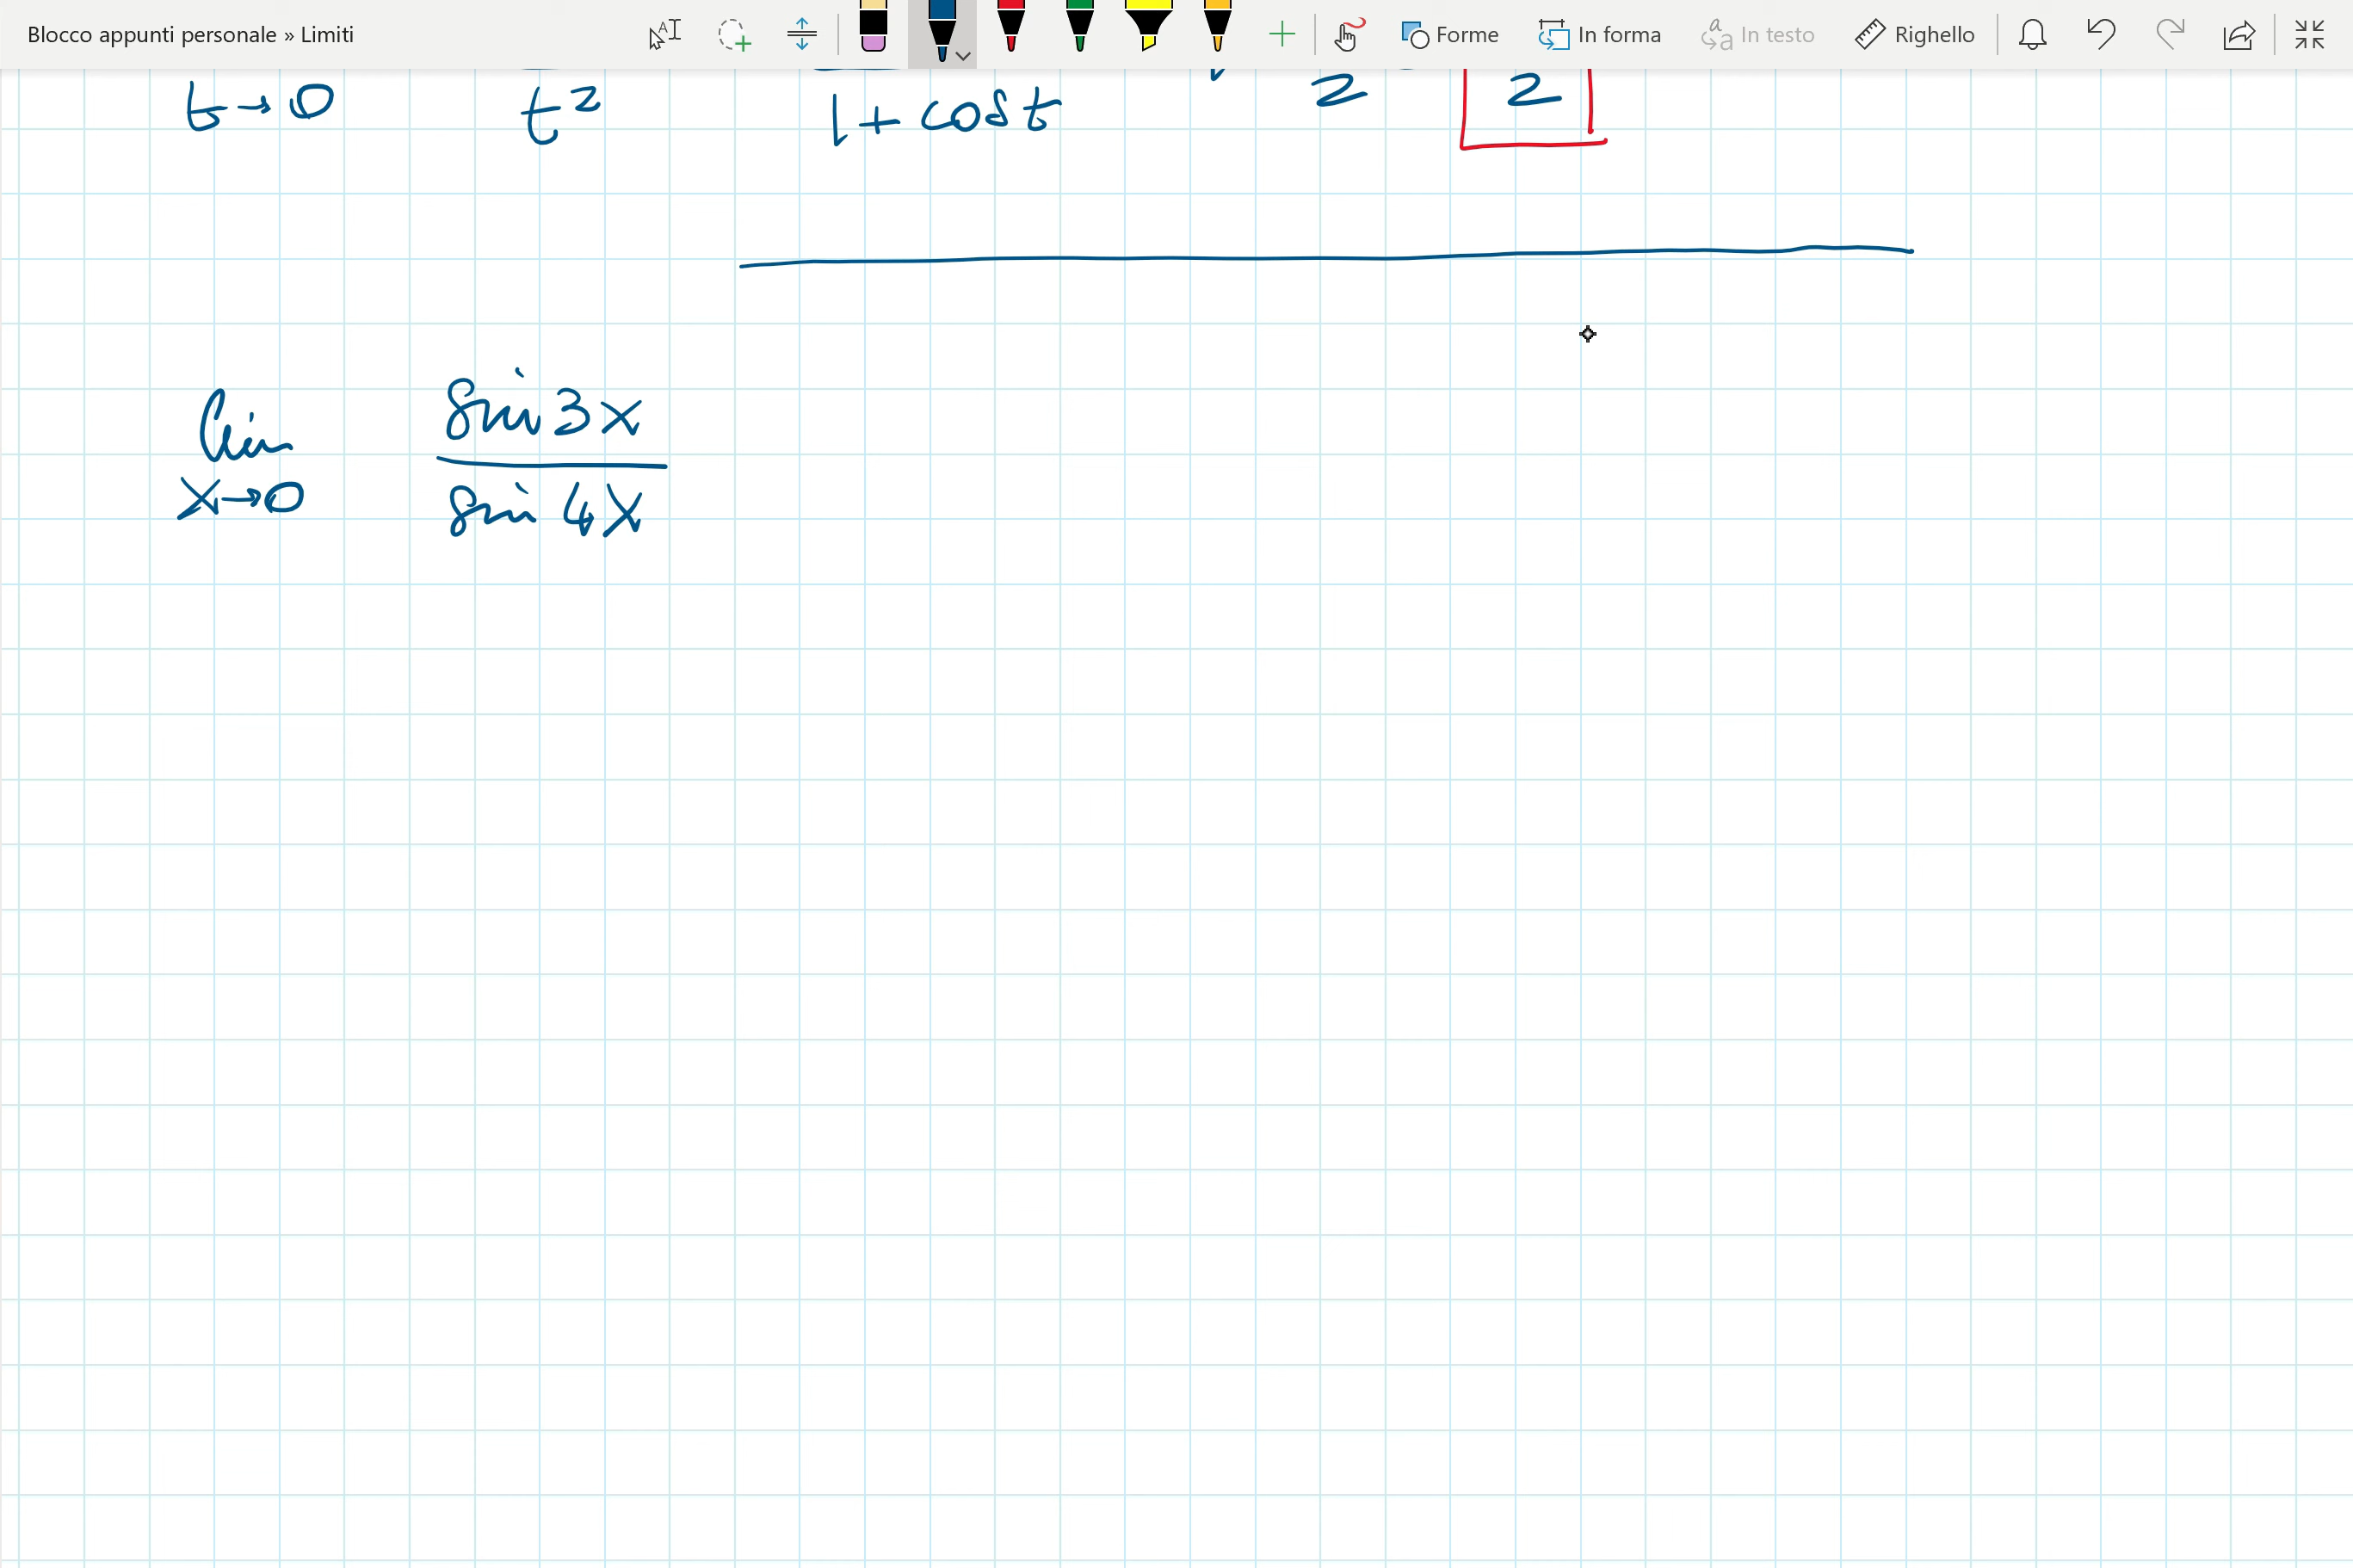 Blocco appunti personale » Limiti
Forme
In forma
In testo
Righello
t→0 t² 1 + cos t 2 2
lim sin 3x
x→0 sin 4x